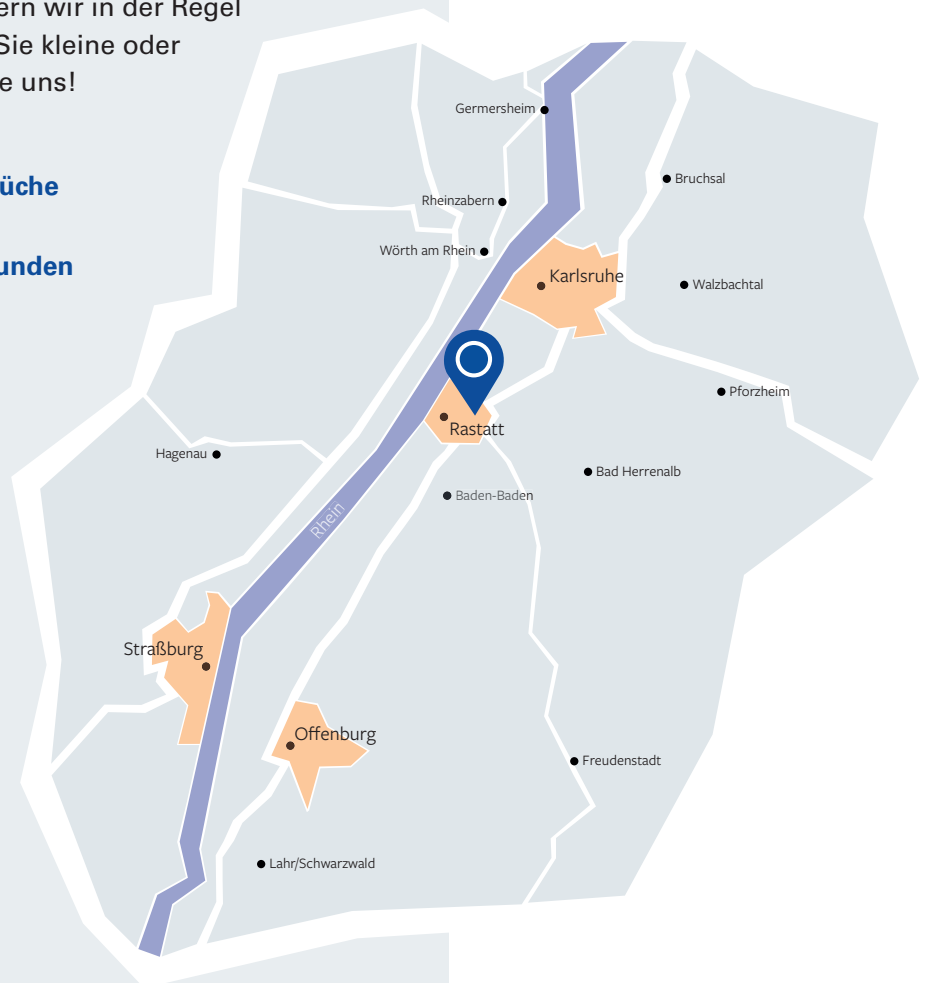 ern wir in der Regel
Sie kleine oder
e uns!
üche
unden
Germersheim
Bruchsal
Rheinzabern
Wörth am Rhein
Karlsruhe
Walzbachtal
Pforzheim
Rastatt
Hagenau
Bad Herrenalb
Baden-Baden
Rhein
Straßburg
Offenburg
Freudenstadt
Lahr/Schwarzwald